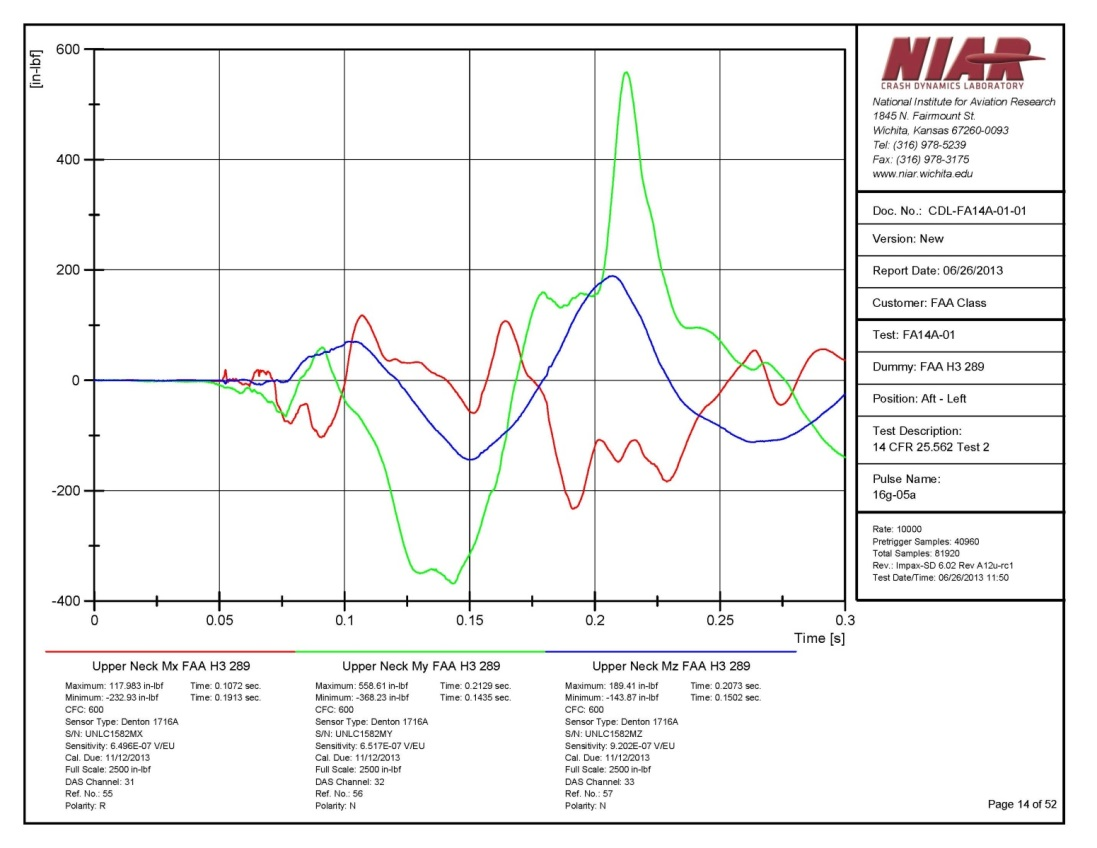 [in-lbf]
600
400
200
0
-200
-400
0
0.05
0.1
0.15
0.2
0.25
0.3
Time [s]
NIAR
CRASH DYNAMICS LABORATORY
National Institute for Aviation Research
1845 N. Fairmount St.
Wichita, Kansas 67260-0093
Tel: (316) 978-5239
Fax: (316) 978-3175
www.niar.wichita.edu
Doc. No.: CDL-FA14A-01-01
Version: New
Report Date: 06/26/2013
Customer: FAA Class
Test: FA14A-01
Dummy: FAA H3 289
Position: Aft - Left
Test Description:
14 CFR 25.562 Test 2
Pulse Name:
16g-05a
Rate: 10000
Pretrigger Samples: 40960
Total Samples: 81920
Rev.: Impax-SD 6.02 Rev A12u-rc1
Test Date/Time: 06/26/2013 11:50
Upper Neck Mx FAA H3 289
Maximum: 117.983 in-lbf Time: 0.1072 sec.
Minimum: -232.93 in-lbf Time: 0.1913 sec.
CFC: 600
Sensor Type: Denton 1716A
S/N: UNLC1582MX
Sensitivity: 6.496E-07 V/EU
Cal. Due: 11/12/2013
Full Scale: 2500 in-lbf
DAS Channel: 31
Ref. No.: 55
Polarity: R
Upper Neck My FAA H3 289
Maximum: 558.61 in-lbf Time: 0.2129 sec.
Minimum: -368.23 in-lbf Time: 0.1435 sec.
CFC: 600
Sensor Type: Denton 1716A
S/N: UNLC1582MY
Sensitivity: 6.517E-07 V/EU
Cal. Due: 11/12/2013
Full Scale: 2500 in-lbf
DAS Channel: 32
Ref. No.: 56
Polarity: N
Upper Neck Mz FAA H3 289
Maximum: 189.41 in-lbf Time: 0.2073 sec.
Minimum: -143.87 in-lbf Time: 0.1502 sec.
CFC: 600
Sensor Type: Denton 1716A
S/N: UNLC1582MZ
Sensitivity: 9.202E-07 V/EU
Cal. Due: 11/12/2013
Full Scale: 2500 in-lbf
DAS Channel: 33
Ref. No.: 57
Polarity: N
Page 14 of 52